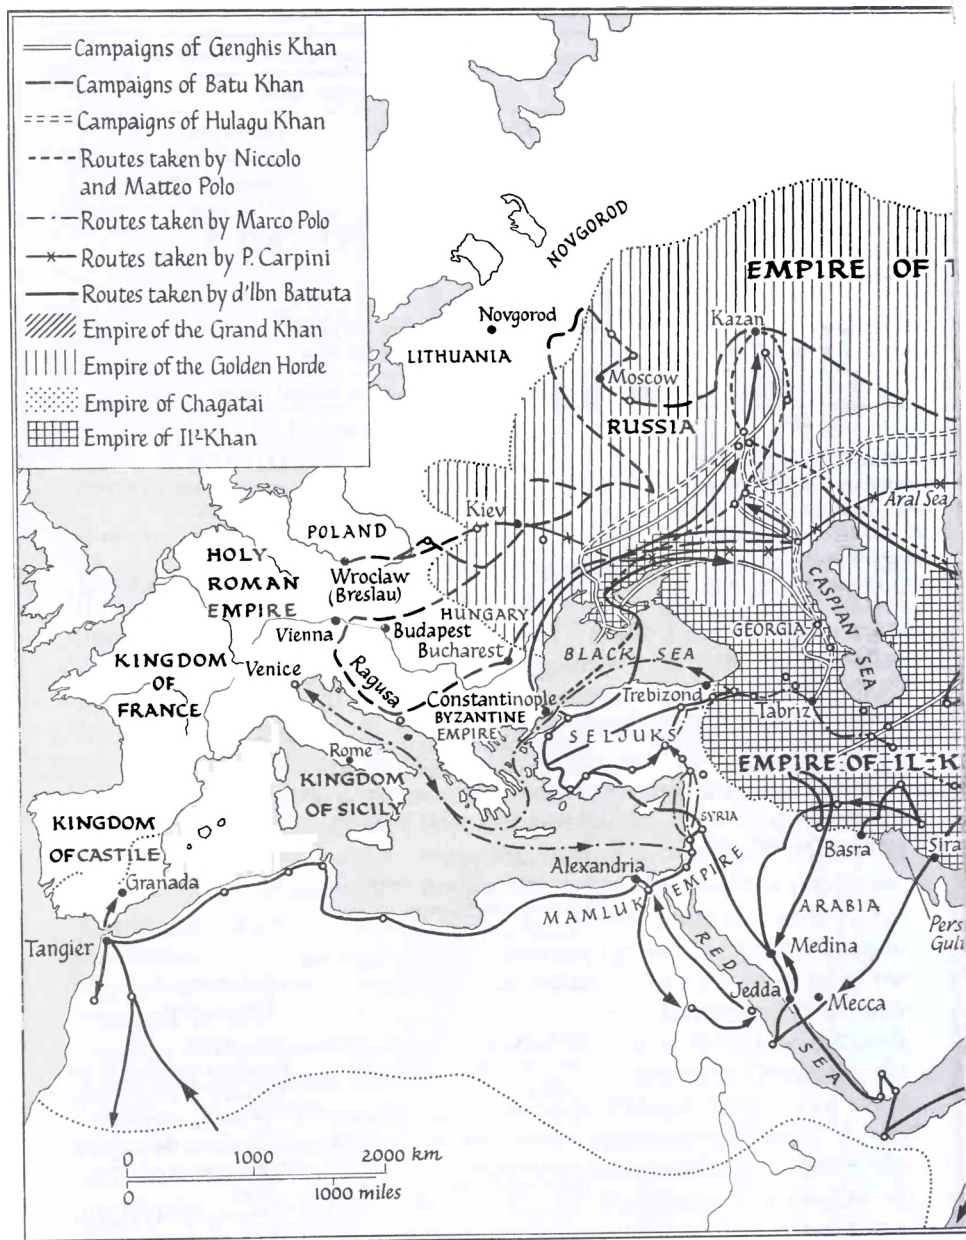 Campaigns of Genghis Khan
Campaigns of Batu Khan
Campaigns of Hulagu Khan
Routes taken by Niccolo
and Matteo Polo
Routes taken by Marco Polo
Routes taken by P. Carpini
Routes taken by d'Ibn Battuta
Empire of the Grand Khan
Empire of the Golden Horde
Empire of Chagatai
Empire of Il-Khan
NOVGOROD
EMPIRE OF
Novgorod
Kazan
LITHUANIA
Moscow
RUSSIA
Kiev
Aral Sea
POLAND
HOLY
ROMAN
EMPIRE
Wroclaw
(Breslau)
HUNGARY
CASPIAN
SEA
Vienna
Budapest
GEORGIA
Bucharest
BLACK SEA
KINGDOM
OF
FRANCE
Venice
Ragusa
Constantinople
BYZANTINE
EMPIRE
Trebizond
Tabriz
SELJUKS
Rome
KINGDOM
OF SICILY
EMPIRE OF IL-K
KINGDOM
OF CASTILE
SYRIA
Basra
Sira
Alexandria
Granada
MAMLUK EMPIRE
ARABIA
Pers
Gul
Tangier
RED
SEA
Medina
Jedda
Mecca
0 1000 2000 km
0 1000 miles